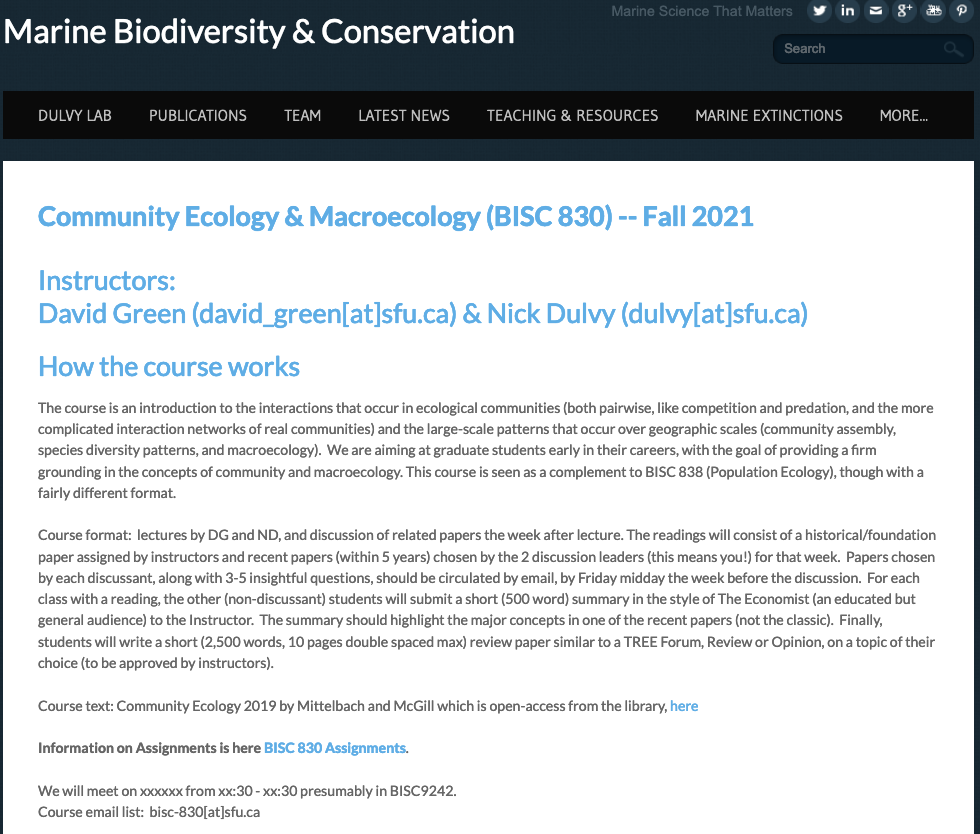 Marine Science That Matters
Marine Biodiversity & Conservation
Search
DULVY LAB PUBLICATIONS TEAM LATEST NEWS TEACHING & RESOURCES MARINE EXTINCTIONS MORE...
Community Ecology & Macroecology (BISC 830) -- Fall 2021
Instructors:
David Green (david_green[at]sfu.ca) & Nick Dulvy (dulvy[at]sfu.ca)
How the course works
The course is an introduction to the interactions that occur in ecological communities (both pairwise, like competition and predation, and the more
complicated interaction networks of real communities) and the large-scale patterns that occur over geographic scales (community assembly,
species diversity patterns, and macroecology).  We are aiming at graduate students early in their careers, with the goal of providing a firm
grounding in the concepts of community and macroecology. This course is seen as a complement to BISC 838 (Population Ecology), though with a
fairly different format.
Course format:  lectures by DG and ND, and discussion of related papers the week after lecture. The readings will consist of a historical/foundation
paper assigned by instructors and recent papers (within 5 years) chosen by the 2 discussion leaders (this means you!) for that week.  Papers chosen
by each discussant, along with 3-5 insightful questions, should be circulated by email, by Friday midday the week before the discussion.  For each
class with a reading, the other (non-discussant) students will submit a short (500 word) summary in the style of The Economist (an educated but
general audience) to the Instructor.  The summary should highlight the major concepts in one of the recent papers (not the classic).  Finally,
students will write a short (2,500 words, 10 pages double spaced max) review paper similar to a TREE Forum, Review or Opinion, on a topic of their
choice (to be approved by instructors).
Course text: Community Ecology 2019 by Mittelbach and McGill which is open-access from the library, here
Information on Assignments is here BISC 830 Assignments.
We will meet on xxxxxx from xx:30 - xx:30 presumably in BISC9242.
Course email list:  bisc-830[at]sfu.ca